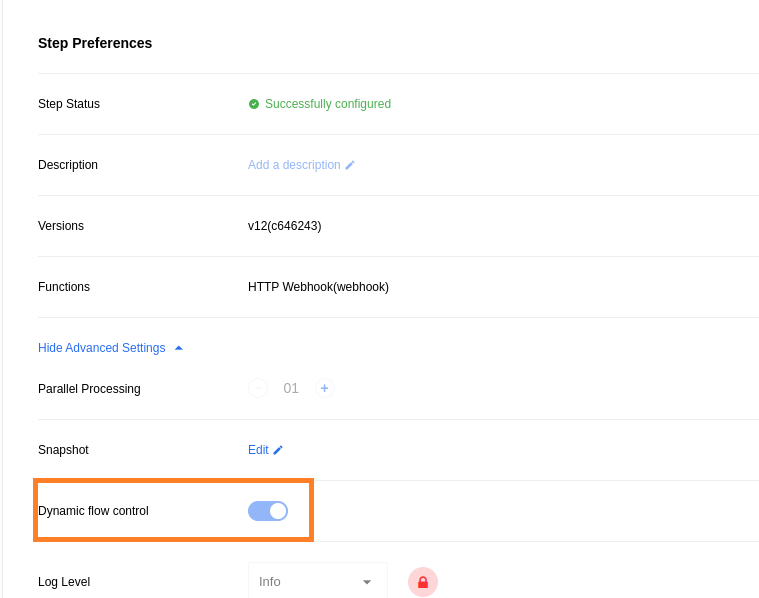 Step Preferences
Step Status Successfully configured
Description Add a description
Versions v12(c646243)
Functions HTTP Webhook(webhook)
Hide Advanced Settings
Parallel Processing − 01 +
Snapshot Edit
Dynamic flow control
Log Level Info